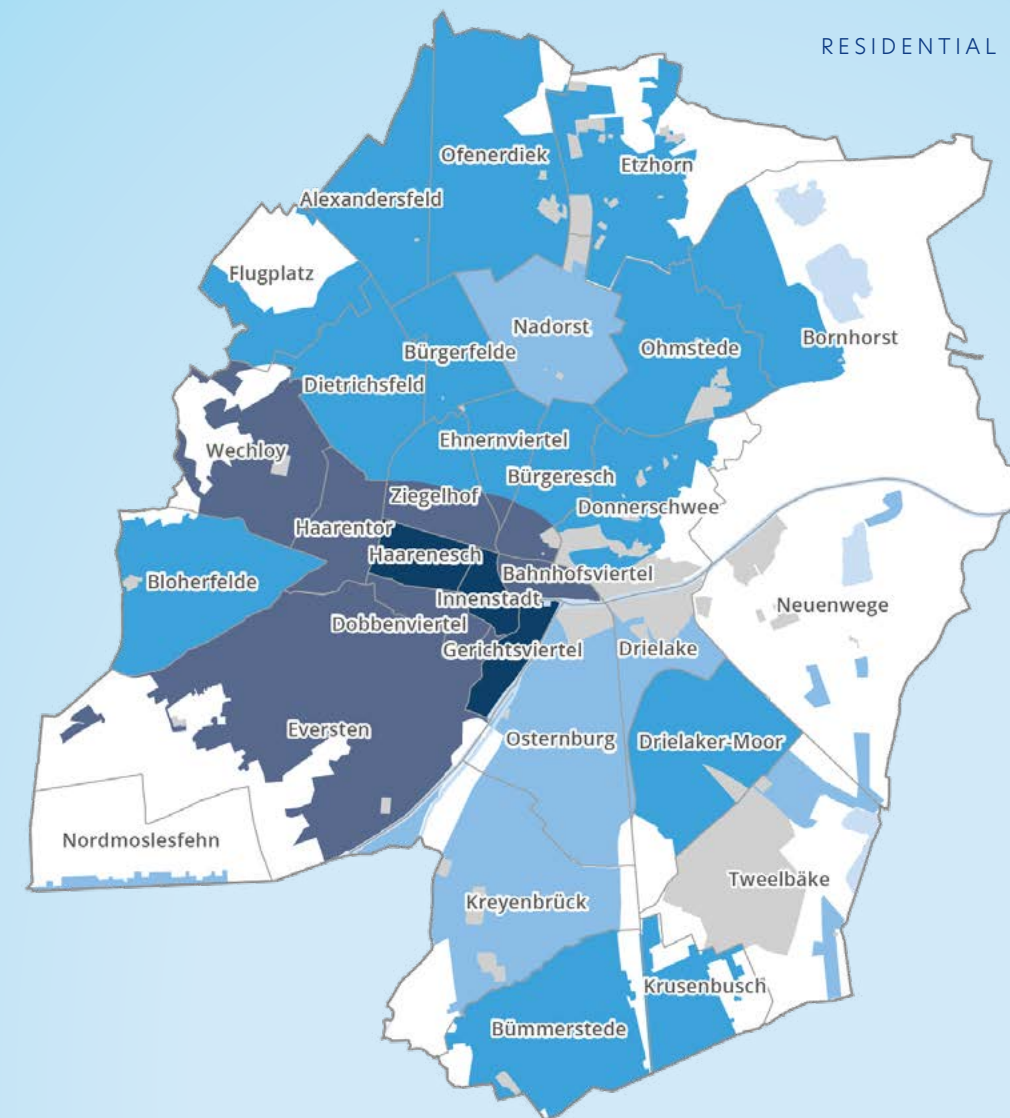 RESIDENTIAL
Ofenerdiek
Etzhorn
Alexandersfeld
Flugplatz
Nadorst
Bornhorst
Bürgerfelde
Ohmstede
Dietrichsfeld
Ehnernviertel
Wechloy
Bürgeresch
Ziegelhof
Donnerschwee
Haarentor
Haarenesch
Bahnhofsviertel
Bloherfelde
Innenstadt
Neuenwege
Dobbenviertel
Gerichtsviertel
Drielake
Eversten
Osternburg
Drielaker-Moor
Nordmoslesfehn
Tweelbäke
Kreyenbrück
Krusenbusch
Bümmerstede